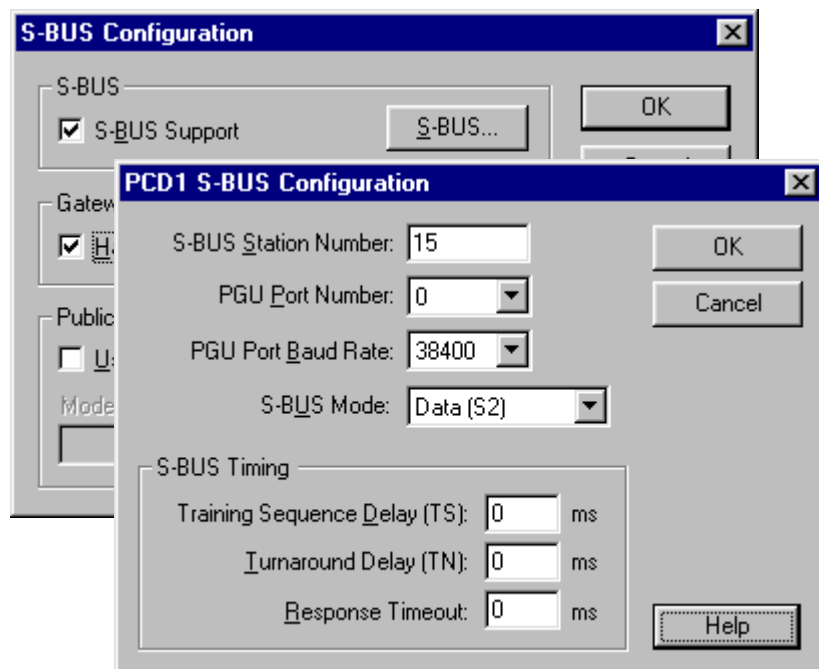 S-BUS Configuration
S-BUS
S-BUS Support
S-BUS...
OK
PCD1 S-BUS Configuration
S-BUS Station Number: 15
OK
PGU Port Number: 0
Cancel
PGU Port Baud Rate: 38400
S-BUS Mode: Data (S2)
S-BUS Timing
Training Sequence Delay (TS): 0 ms
Turnaround Delay (TN): 0 ms
Response Timeout: 0 ms
Help